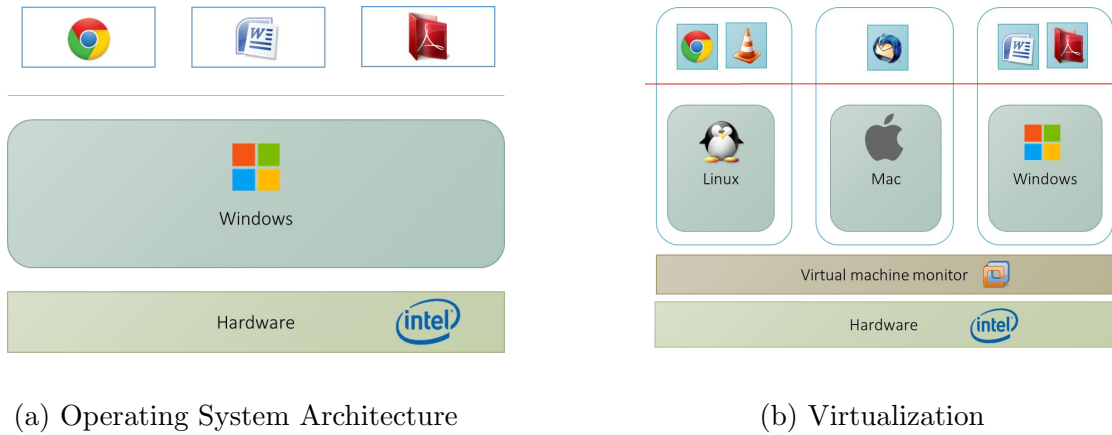 Windows
Hardware
intel
(a) Operating System Architecture
Linux
Mac
Windows
Virtual machine monitor
Hardware
intel
(b) Virtualization